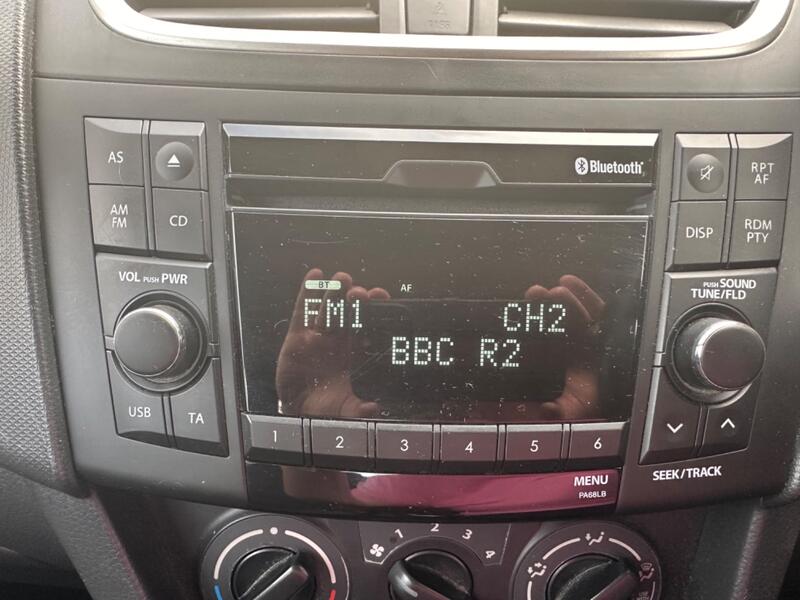 PASS
AS
AM
FM
CD
VOL PUSH PWR
USB
TA
Bluetooth
BT
AF
FM1 CH2
BBC R2
1 2 3 4 5 6
MENU
PA68LB
RPT
AF
DISP
RDM
PTY
PUSH SOUND
TUNE/FLD
SEEK/TRACK
1 2 3 4